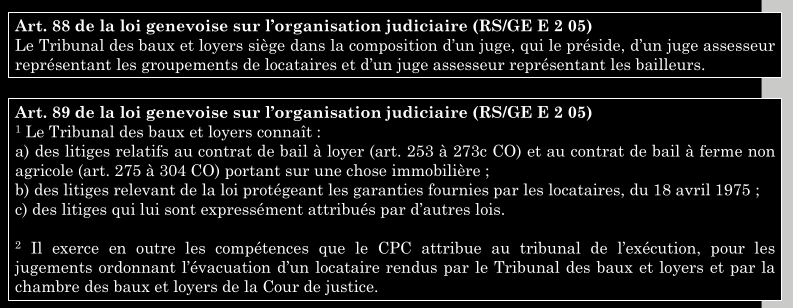 Art. 88 de la loi genevoise sur l’organisation judiciaire (RS/GE E 2 05)
Le Tribunal des baux et loyers siège dans la composition d’un juge, qui le préside, d’un juge assesseur
représentant les groupements de locataires et d’un juge assesseur représentant les bailleurs.
Art. 89 de la loi genevoise sur l’organisation judiciaire (RS/GE E 2 05)
¹ Le Tribunal des baux et loyers connaît :
a) des litiges relatifs au contrat de bail à loyer (art. 253 à 273c CO) et au contrat de bail à ferme non
agricole (art. 275 à 304 CO) portant sur une chose immobilière ;
b) des litiges relevant de la loi protégeant les garanties fournies par les locataires, du 18 avril 1975 ;
c) des litiges qui lui sont expressément attribués par d’autres lois.
² Il exerce en outre les compétences que le CPC attribue au tribunal de l’exécution, pour les
jugements ordonnant l’évacuation d’un locataire rendus par le Tribunal des baux et loyers et par la
chambre des baux et loyers de la Cour de justice.